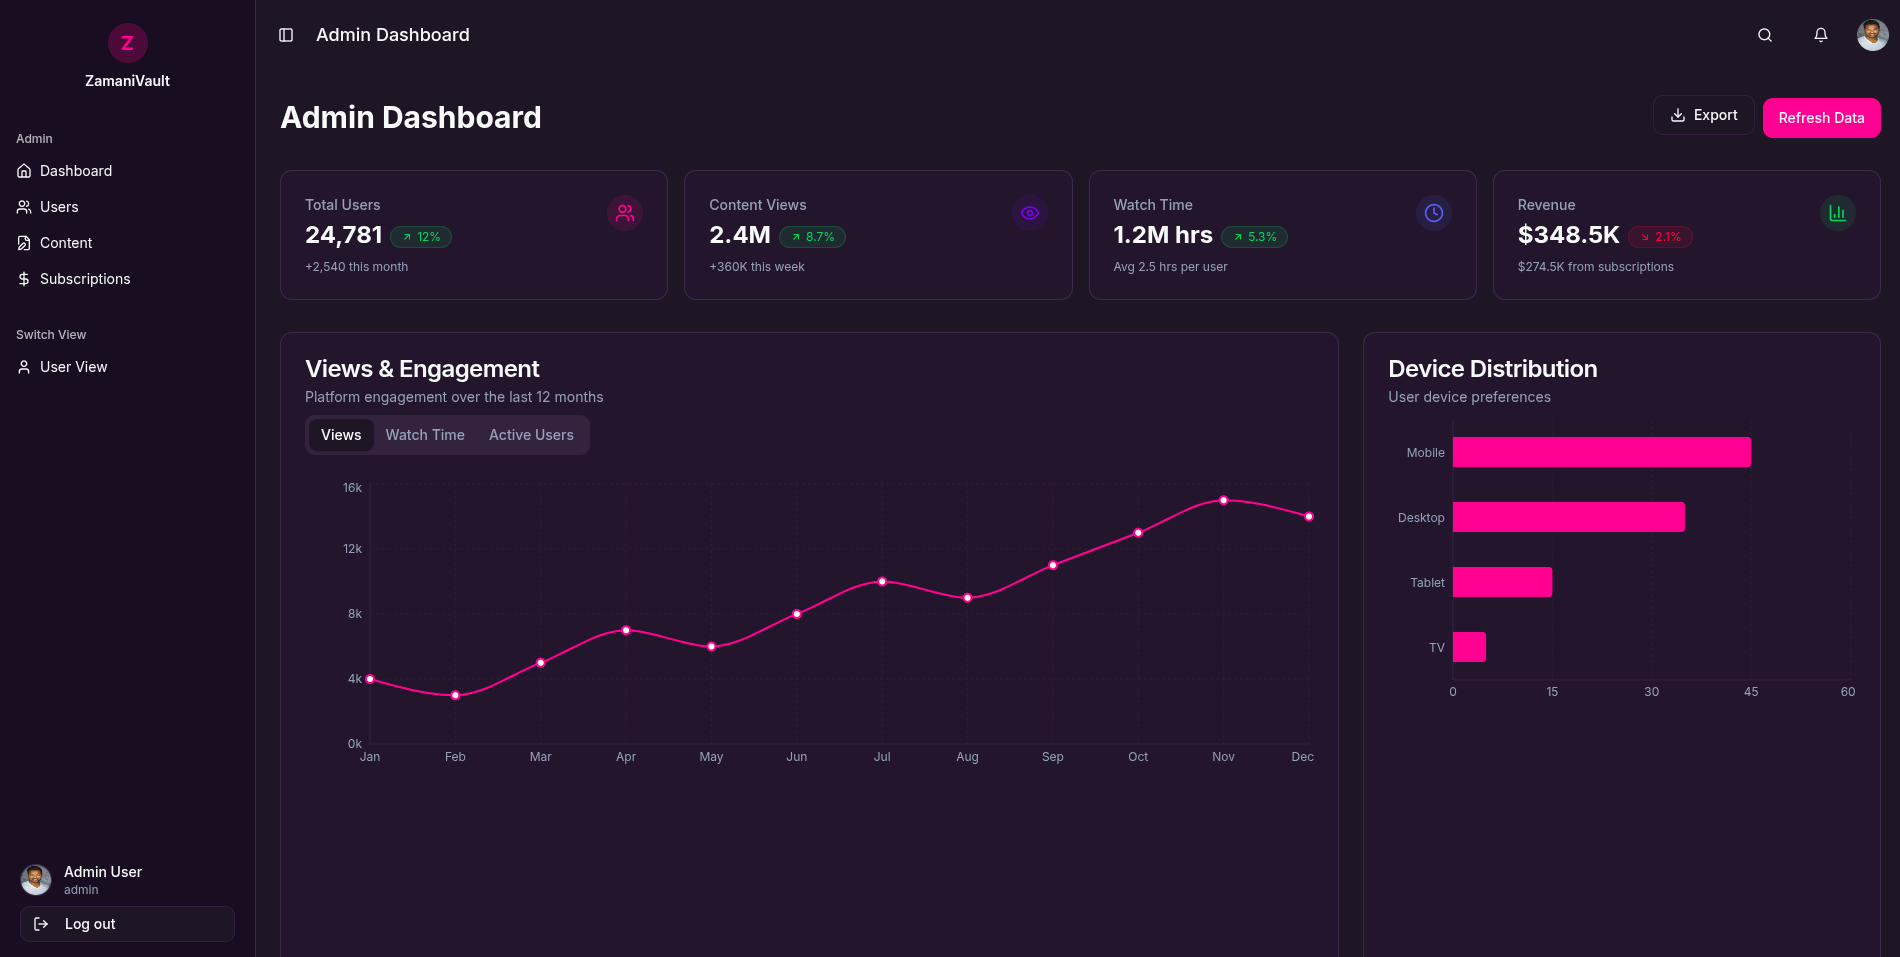 Z
ZamaniVault
Admin
Dashboard
Users
Content
Subscriptions
Switch View
User View
Admin User
admin
Log out
Admin Dashboard
Admin Dashboard
Export
Refresh Data
Total Users
24,781 12%
+2,540 this month
Content Views
2.4M 8.7%
+360K this week
Watch Time
1.2M hrs 5.3%
Avg 2.5 hrs per user
Revenue
$348.5K 2.1%
$274.5K from subscriptions
Views & Engagement
Platform engagement over the last 12 months
Views Watch Time Active Users
16k
12k
8k
4k
0k
Jan Feb Mar Apr May Jun Jul Aug Sep Oct Nov Dec
Device Distribution
User device preferences
Mobile
Desktop
Tablet
TV
0 15 30 45 60